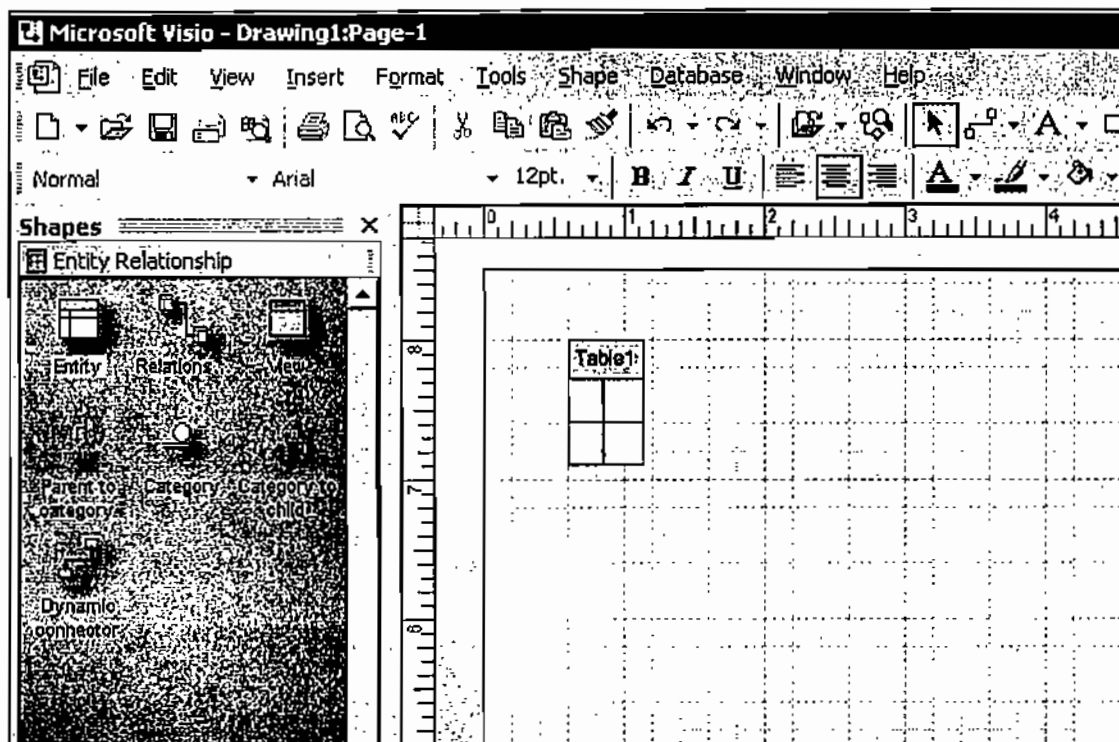 Microsoft Visio - Drawing1:Page-1
File Edit View Insert Format Tools Shape Database Window Help
ABC
A
Normal Arial 12pt. B I U A
Shapes
0 1 2 3 4
Entity Relationship
8
Table1
Entity Relations View
7
Parent to category Category Category to child
Dynamic connector
6